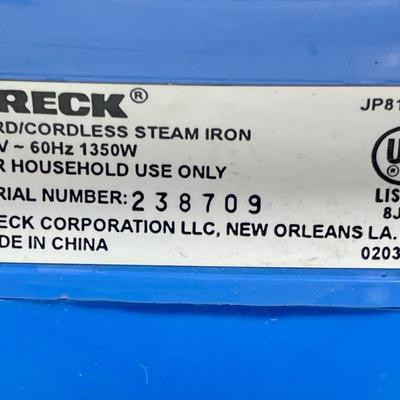 RECK® JP81
RD/CORDLESS STEAM IRON
V ~ 60Hz 1350W
R HOUSEHOLD USE ONLY
RIAL NUMBER: 238709
LIS
8J
ECK CORPORATION LLC, NEW ORLEANS LA.
DE IN CHINA 0203